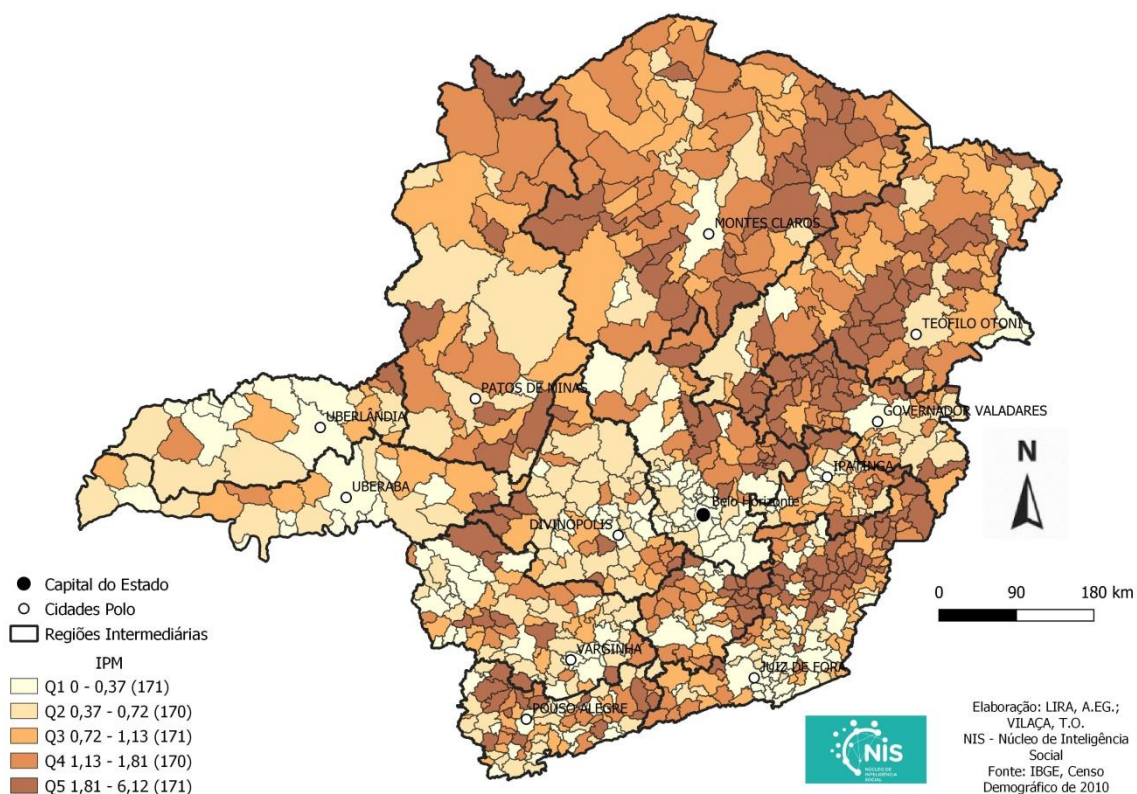 MONTES CLAROS
TEÓFILO OTONI
PATOS DE MINAS
UBERLÂNDIA
GOVERNADOR VALADARES
N
IPATINGA
UBERABA
Belo Horizonte
DIVINÓPOLIS
Capital do Estado
Cidades Polo
Regiões Intermediárias
0 90 180 km
IPM
VARGINHA
JUIZ DE FORA
Q1 0 - 0,37 (171)
Q2 0,37 - 0,72 (170)
Q3 0,72 - 1,13 (171)
Q4 1,13 - 1,81 (170)
Q5 1,81 - 6,12 (171)
POUSO ALEGRE
NIS
NÚCLEO DE
INTELIGÊNCIA
SOCIAL
Elaboração: LIRA, A.EG.;
VILAÇA, T.O.
NIS - Núcleo de Inteligência
Social
Fonte: IBGE, Censo
Demográfico de 2010